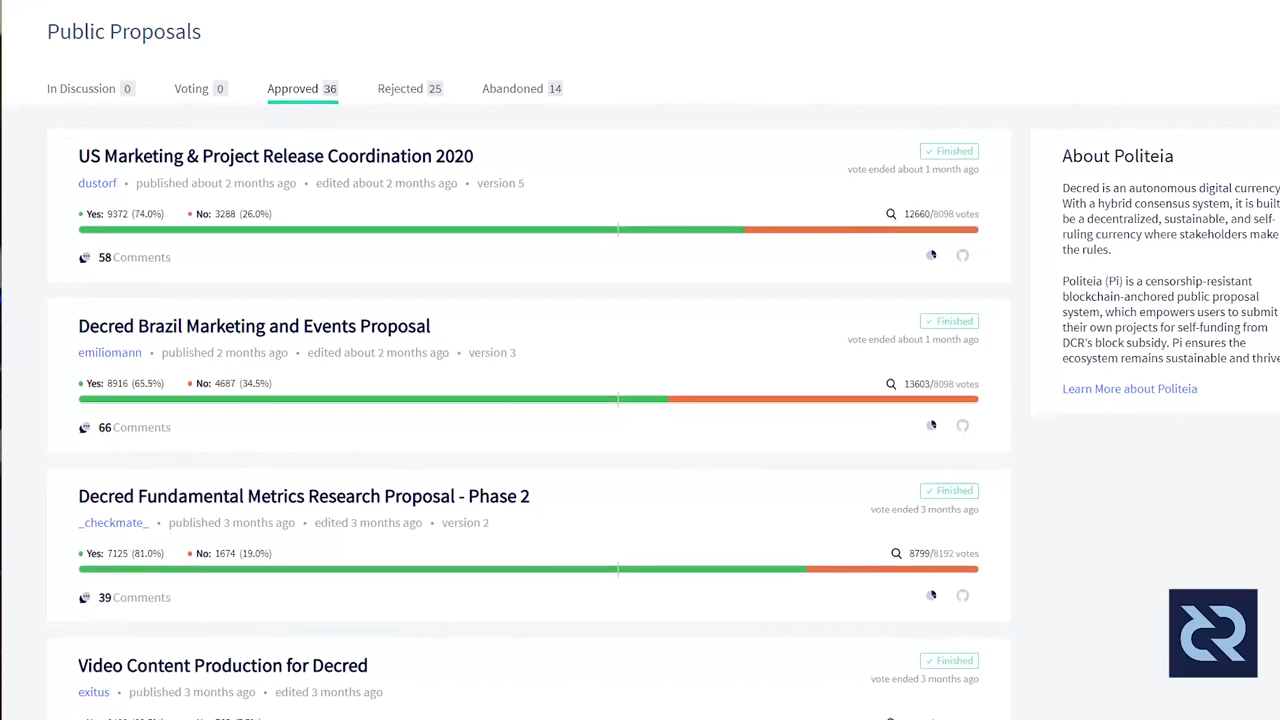 Public Proposals
In Discussion 0 Voting 0 Approved 36 Rejected 25 Abandoned 14
US Marketing & Project Release Coordination 2020
✓ Finished
vote ended about 1 month ago
dustorf • published about 2 months ago • edited about 2 months ago • version 5
• Yes: 9372 (74.0%) • No: 3288 (26.0%)
12660/8098 votes
58 Comments
Decred Brazil Marketing and Events Proposal
✓ Finished
vote ended about 1 month ago
emiliomann • published 2 months ago • edited about 2 months ago • version 3
• Yes: 8916 (65.5%) • No: 4687 (34.5%)
13603/8098 votes
66 Comments
Decred Fundamental Metrics Research Proposal - Phase 2
✓ Finished
vote ended 3 months ago
_checkmate_ • published 3 months ago • edited 3 months ago • version 2
• Yes: 7125 (81.0%) • No: 1674 (19.0%)
8799/8192 votes
39 Comments
Video Content Production for Decred
✓ Finished
vote ended 3 months ago
exitus • published 3 months ago • edited 3 months ago
About Politeia
Decred is an autonomous digital currency
With a hybrid consensus system, it is built
be a decentralized, sustainable, and self-
ruling currency where stakeholders make
the rules.
Politeia (Pi) is a censorship-resistant
blockchain-anchored public proposal
system, which empowers users to submit
their own projects for self-funding from
DCR's block subsidy. Pi ensures the
ecosystem remains sustainable and thrive
Learn More about Politeia